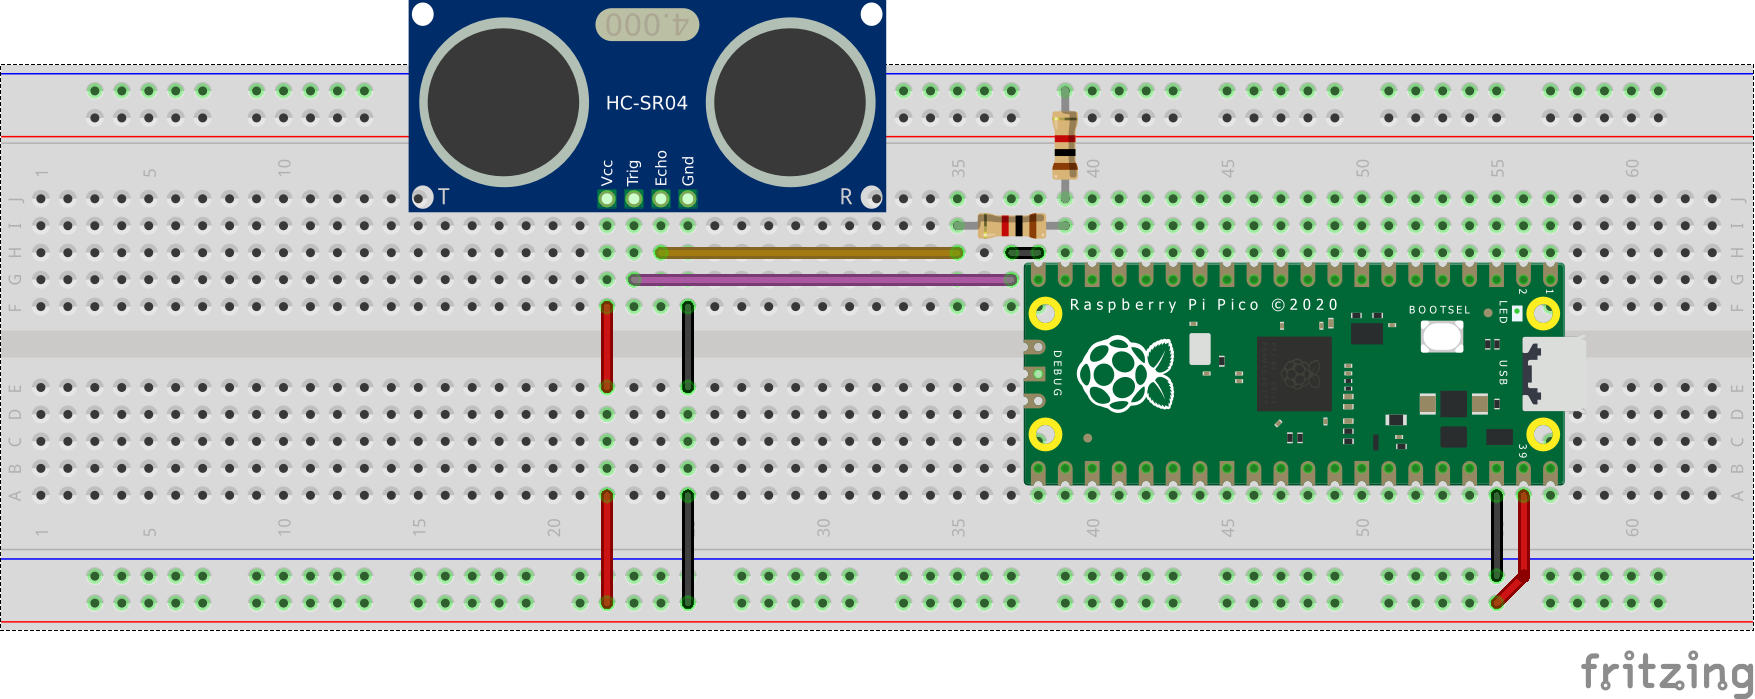 4.000
HC-SR04
Vcc Trig Echo Gnd
T R
1 5 10 35 40 45 50 55 60
J J
I I
H H
G G
F F
Raspberry Pi Pico ©2020
BOOTSEL
LED
2 1
DEBUG
USB
39
E E
D D
C C
B B
A A
1 5 10 15 20 30 35 40 45 50 55 60
fritzing